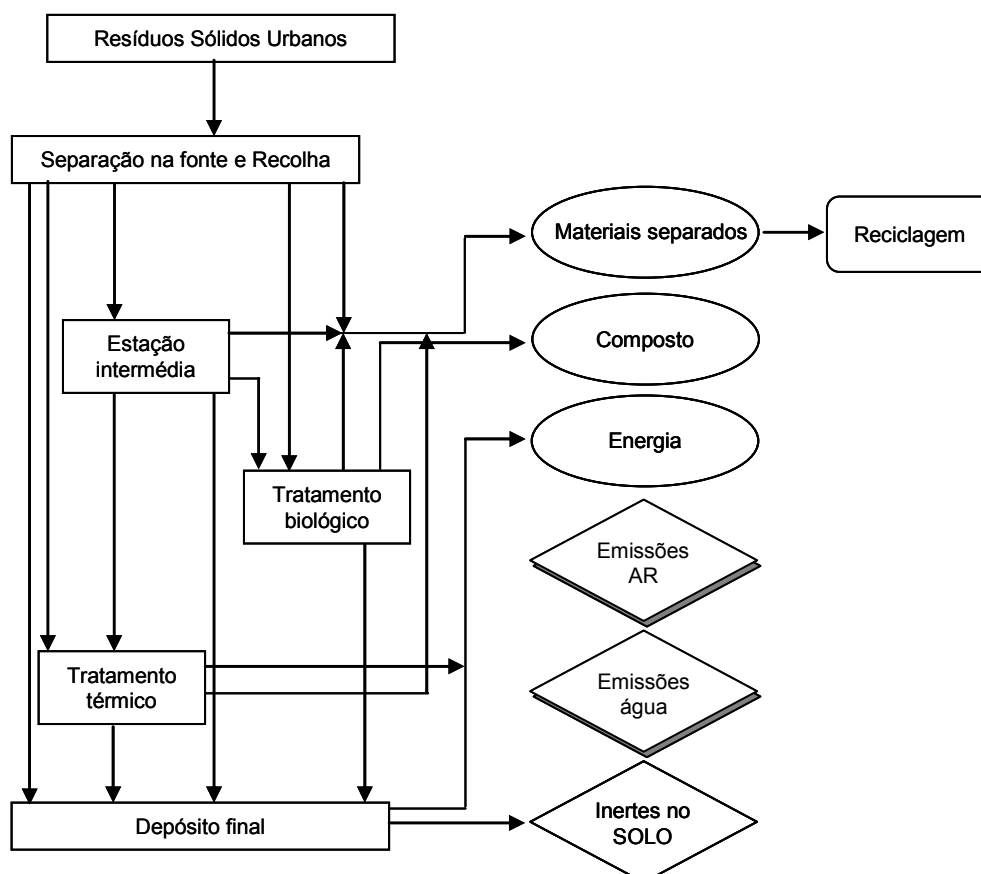 Resíduos Sólidos Urbanos
Separação na fonte e Recolha
Materiais separados
Reciclagem
Estação
intermédia
Composto
Energia
Tratamento
biológico
Emissões
AR
Tratamento
térmico
Emissões
água
Depósito final
Inertes no
SOLO